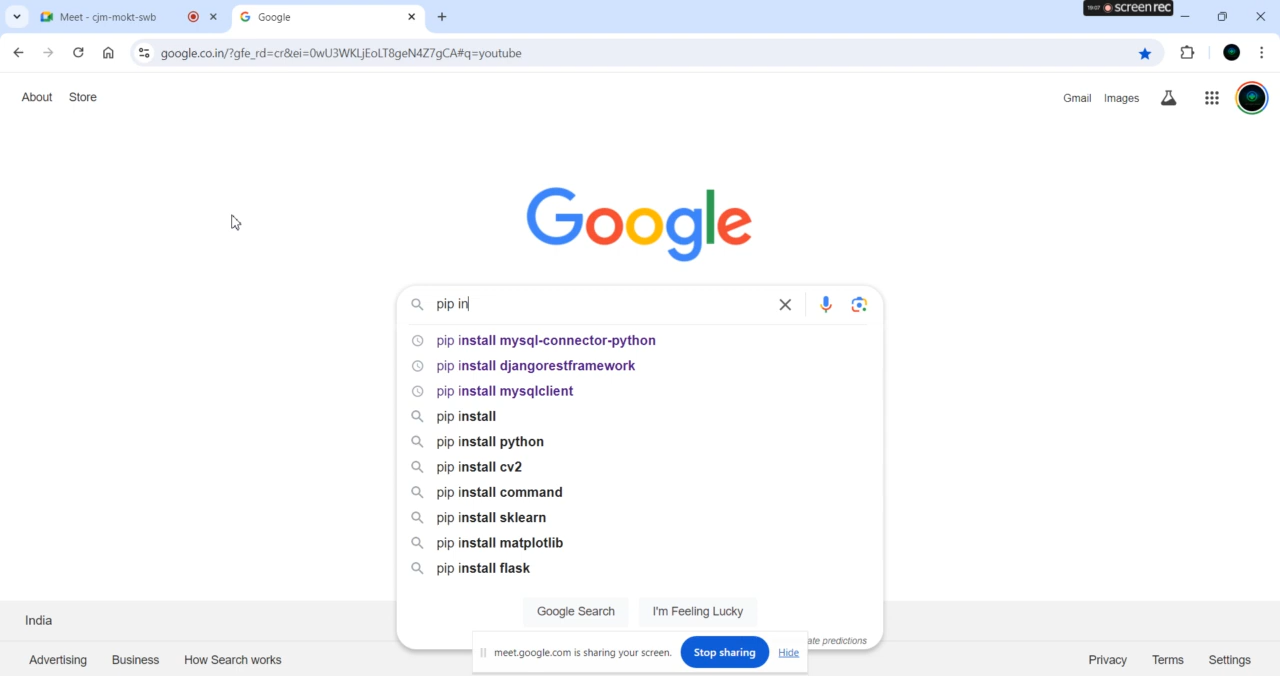 Meet - cjm-mokt-swb
Google
19:07 screenrec
google.co.in/?gfe_rd=cr&ei=0wU3WKLjEoLT8geN4Z7gCA#q=youtube
About Store
Gmail Images
Google
pip in
pip install mysql-connector-python
pip install djangorestframework
pip install mysqlclient
pip install
pip install python
pip install cv2
pip install command
pip install sklearn
pip install matplotlib
pip install flask
Google Search I'm Feeling Lucky
India
ate predictions
meet.google.com is sharing your screen. Stop sharing Hide
Advertising Business How Search works
Privacy Terms Settings